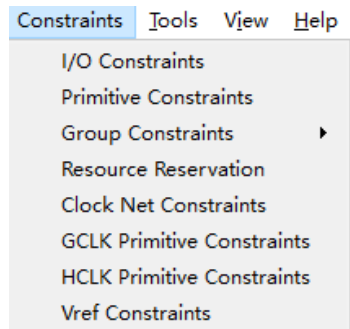 Constraints Tools View Help
I/O Constraints
Primitive Constraints
Group Constraints
Resource Reservation
Clock Net Constraints
GCLK Primitive Constraints
HCLK Primitive Constraints
Vref Constraints